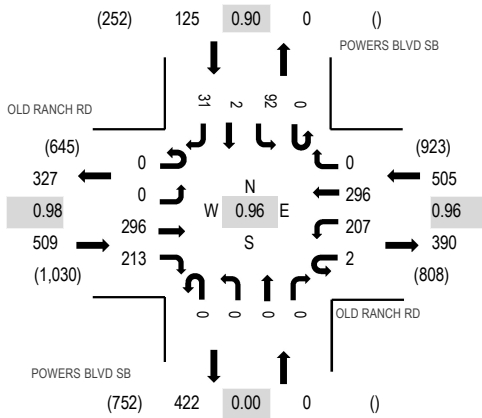 (252) 125 0.90 0 ()
POWERS BLVD SB
31 2 92 0
OLD RANCH RD
(645) 0 0 (923)
327 505
0 N 296
0.98 W 0.96 E 0.96
296 207
509 S 390
213 2
(1,030) (808)
0 0 0 0
OLD RANCH RD
POWERS BLVD SB
(752) 422 0.00 0 ()